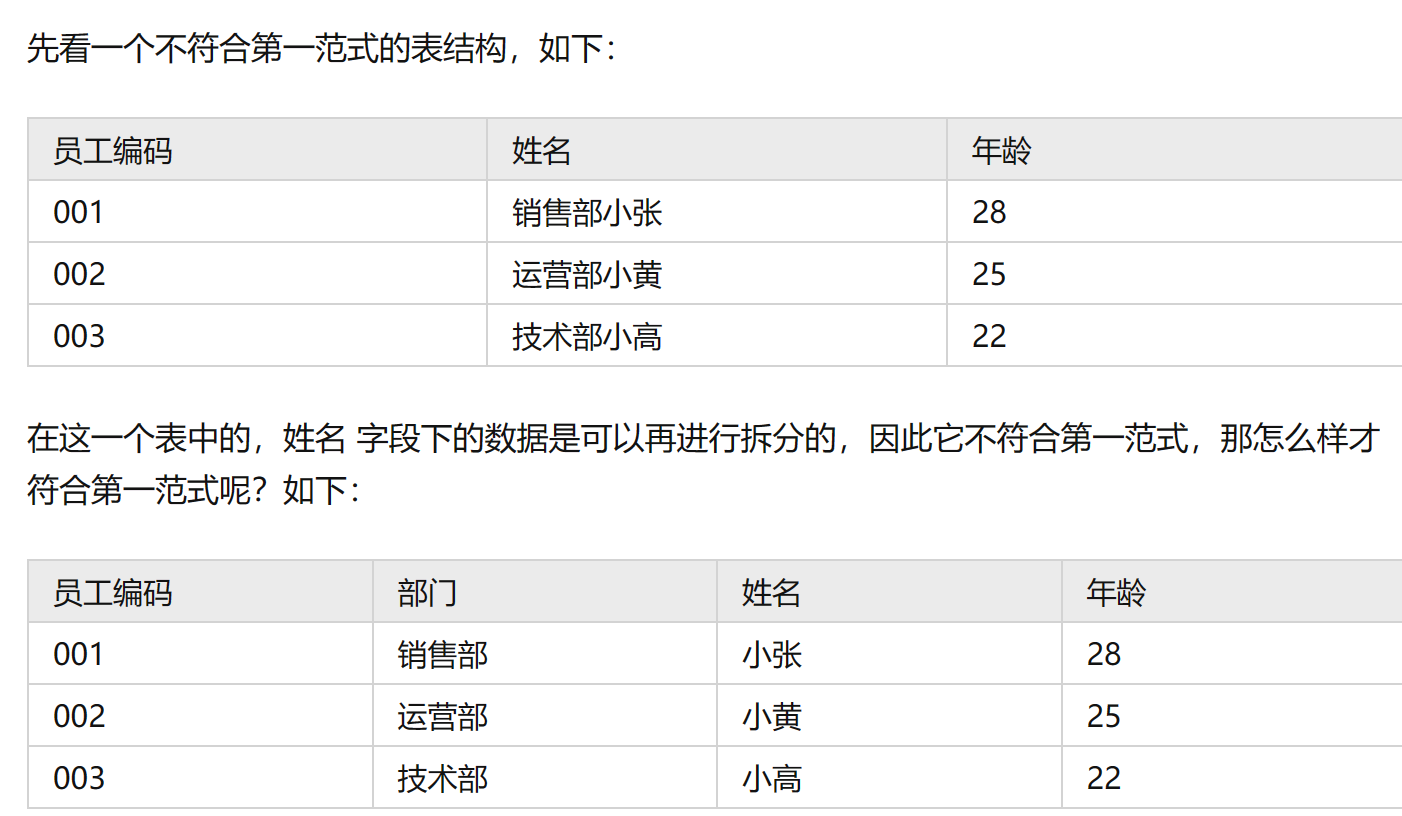 先看一个不符合第一范式的表结构，如下：
员工编码 姓名 年龄
001 销售部小张 28
002 运营部小黄 25
003 技术部小高 22
在这一个表中的，姓名 字段下的数据是可以再进行拆分的，因此它不符合第一范式，那怎么样才
符合第一范式呢？如下：
员工编码 部门 姓名 年龄
001 销售部 小张 28
002 运营部 小黄 25
003 技术部 小高 22